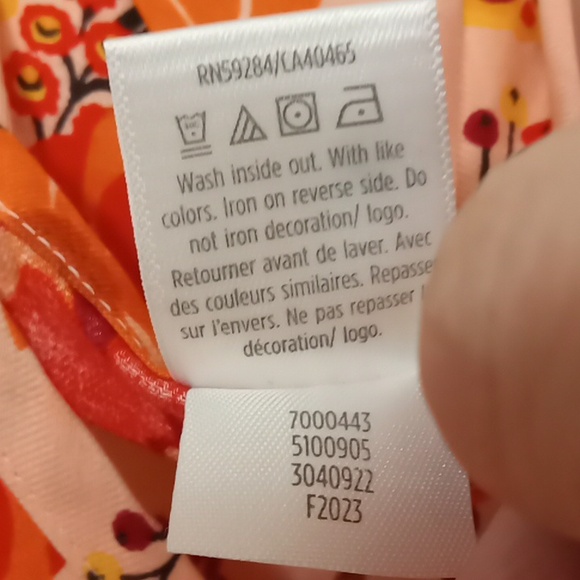 RN59284/CA40465
Wash inside out. With like
colors. Iron on reverse side. Do
not iron decoration/ logo.
Retourner avant de laver. Avec
des couleurs similaires. Repasse
sur l'envers. Ne pas repasser
décoration/ logo.
7000443
5100905
3040922
F2023